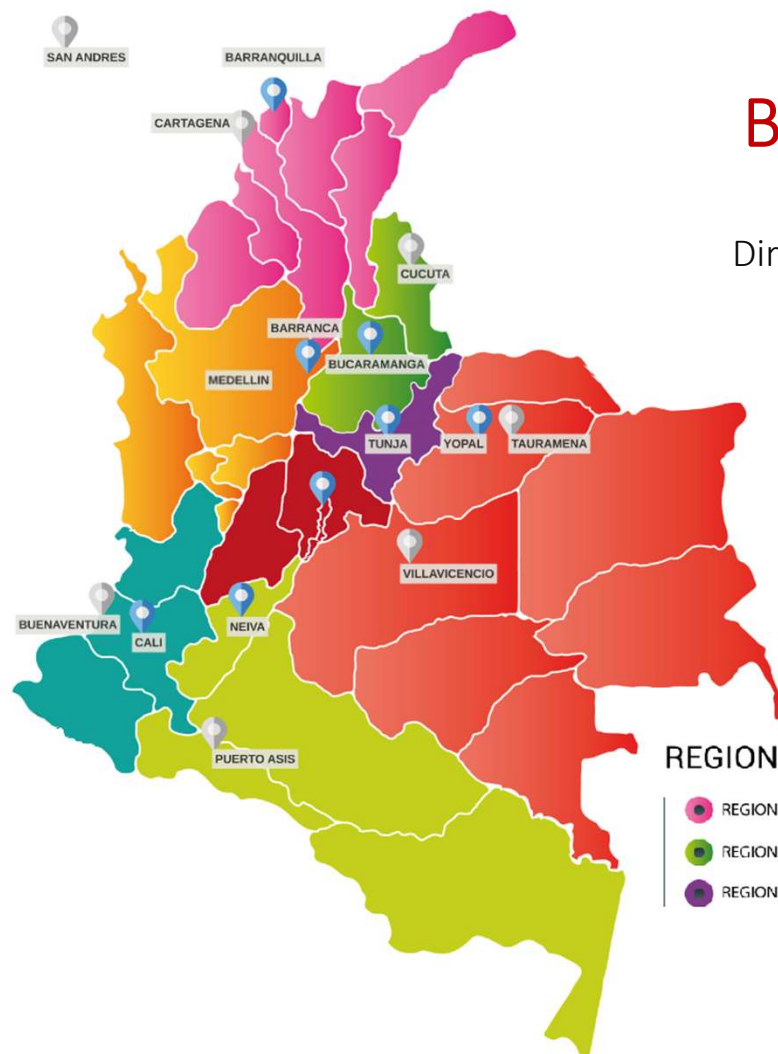 SAN ANDRES
BARRANQUILLA
B
CARTAGENA
Dir
CUCUTA
BARRANCA
BUCARAMANGA
MEDELLIN
TUNJA
YOPAL
TAURAMENA
VILLAVICENCIO
BUENAVENTURA
NEIVA
CALI
PUERTO ASIS
REGION
REGION
REGION
REGION